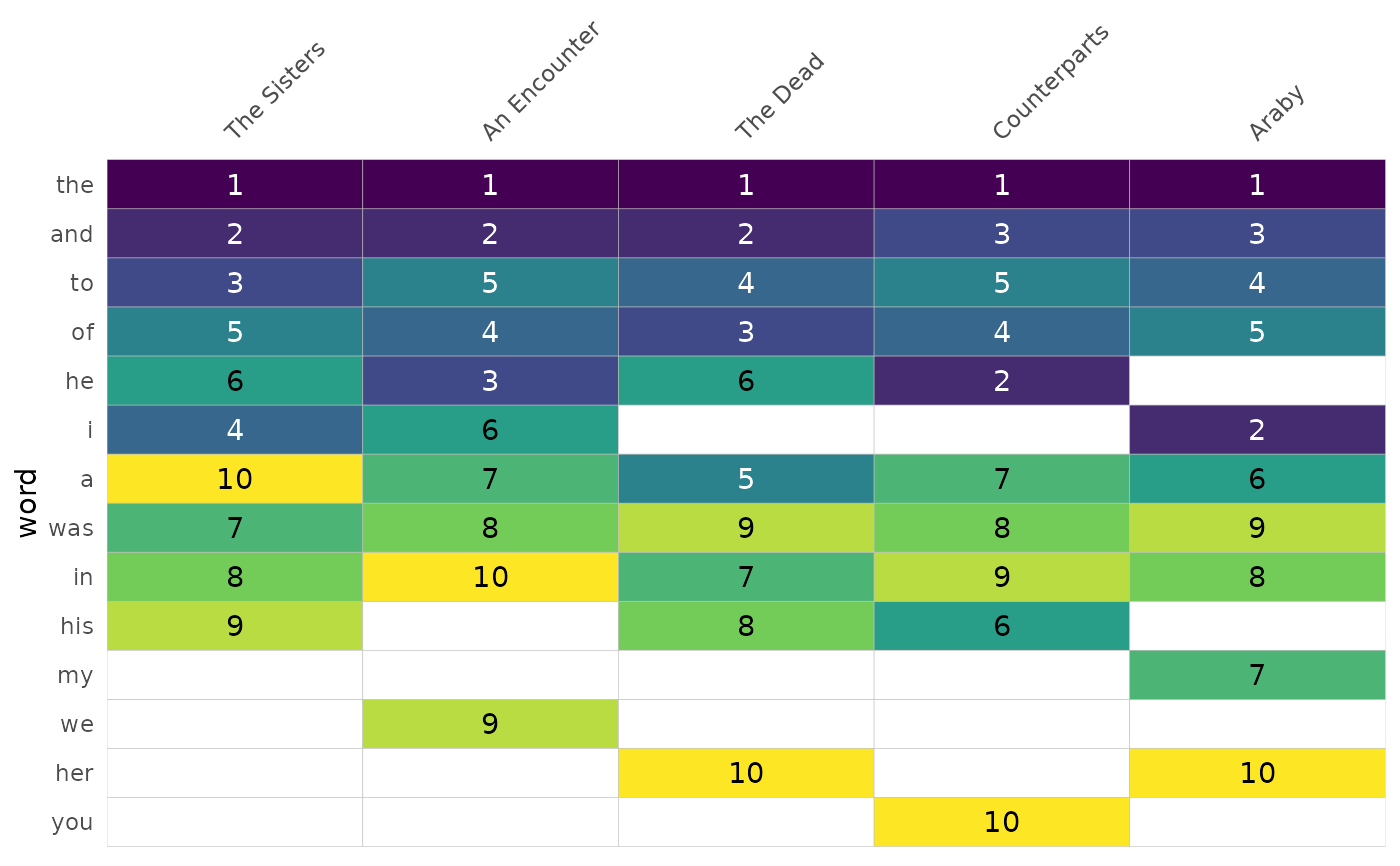 The Sisters An Encounter The Dead Counterparts Araby
the 1 1 1 1 1
and 2 2 2 3 3
to 3 5 4 5 4
of 5 4 3 4 5
he 6 3 6 2
i 4 6 2
a 10 7 5 7 6
word
was 7 8 9 8 9
in 8 10 7 9 8
his 9 8 6
my 7
we 9
her 10 10
you 10